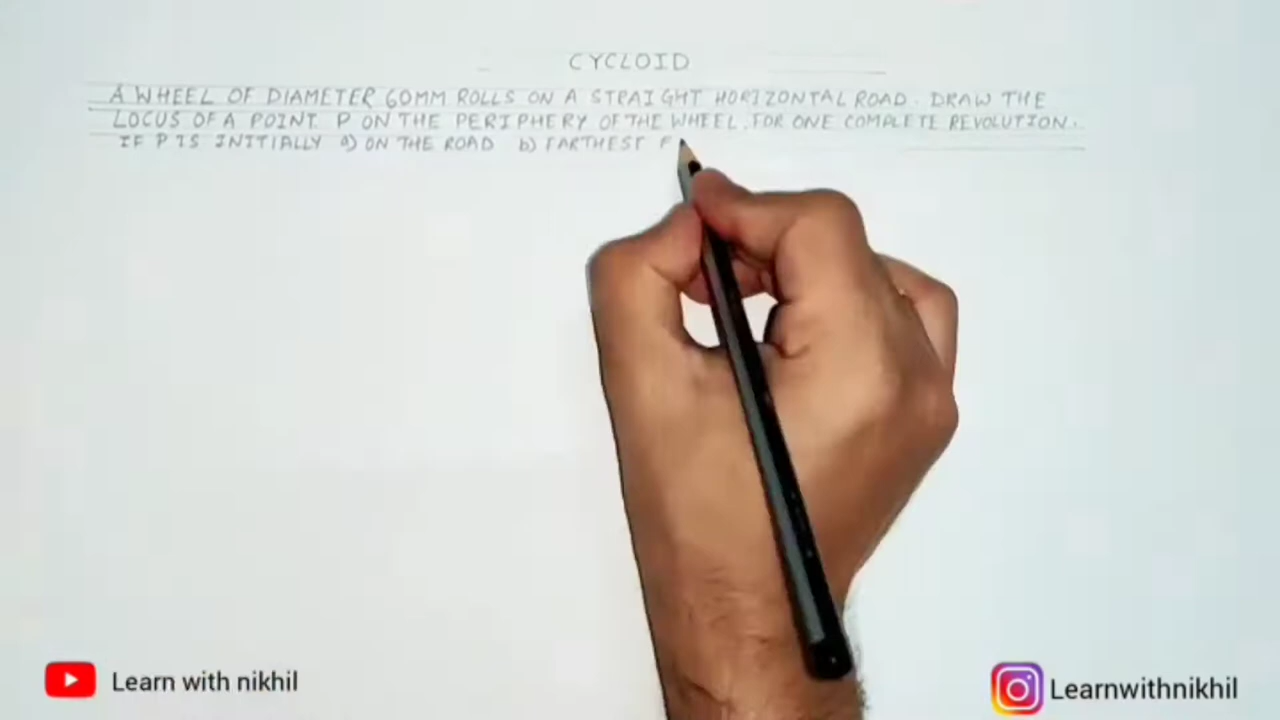 CYCLOID
A WHEEL OF DIAMETER 60MM ROLLS ON A STRAIGHT HORIZONTAL ROAD. DRAW THE
LOCUS OF A POINT P ON THE PERIPHERY OF THE WHEEL, FOR ONE COMPLETE REVOLUTION.
IF P IS INITIALLY a) ON THE ROAD b) FARTHEST F
Learn with nikhil
Learnwithnikhil